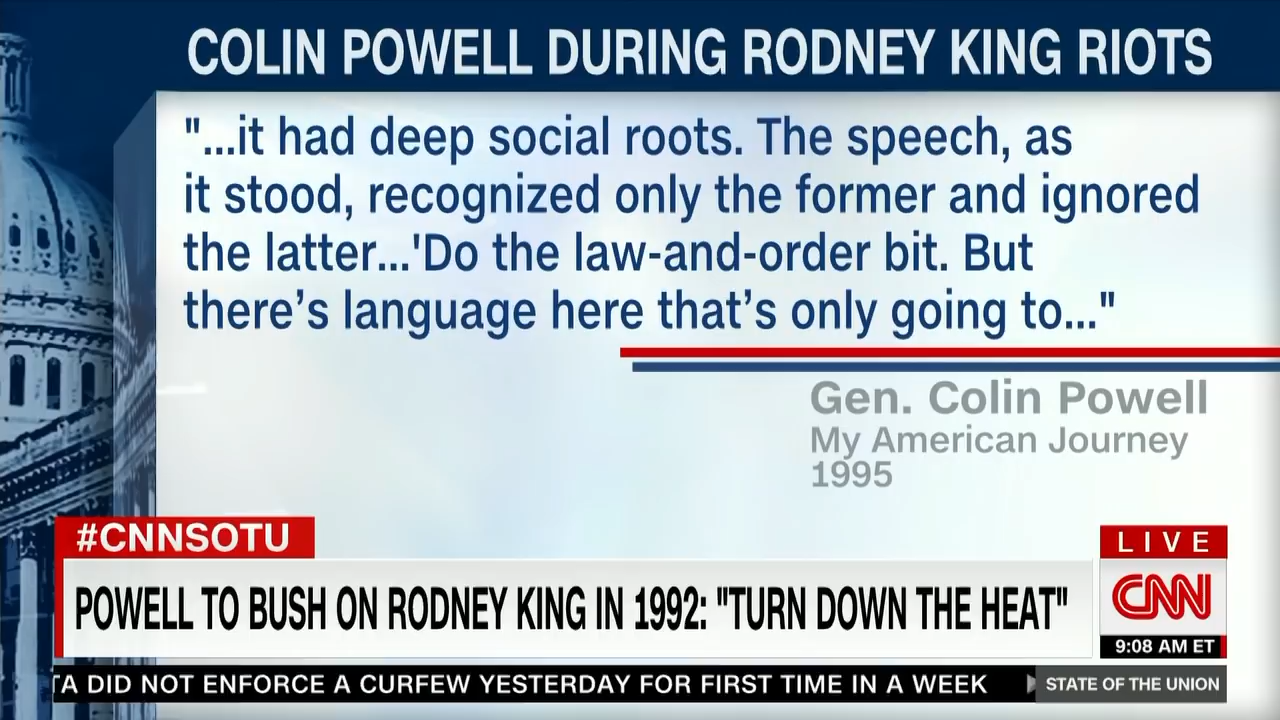 COLIN POWELL DURING RODNEY KING RIOTS
"...it had deep social roots. The speech, as
it stood, recognized only the former and ignored
the latter...'Do the law-and-order bit. But
there’s language here that’s only going to..."
Gen. Colin Powell
My American Journey
1995
#CNNSOTU
LIVE
POWELL TO BUSH ON RODNEY KING IN 1992: "TURN DOWN THE HEAT"
CNN
9:08 AM ET
TA DID NOT ENFORCE A CURFEW YESTERDAY FOR FIRST TIME IN A WEEK
STATE OF THE UNION